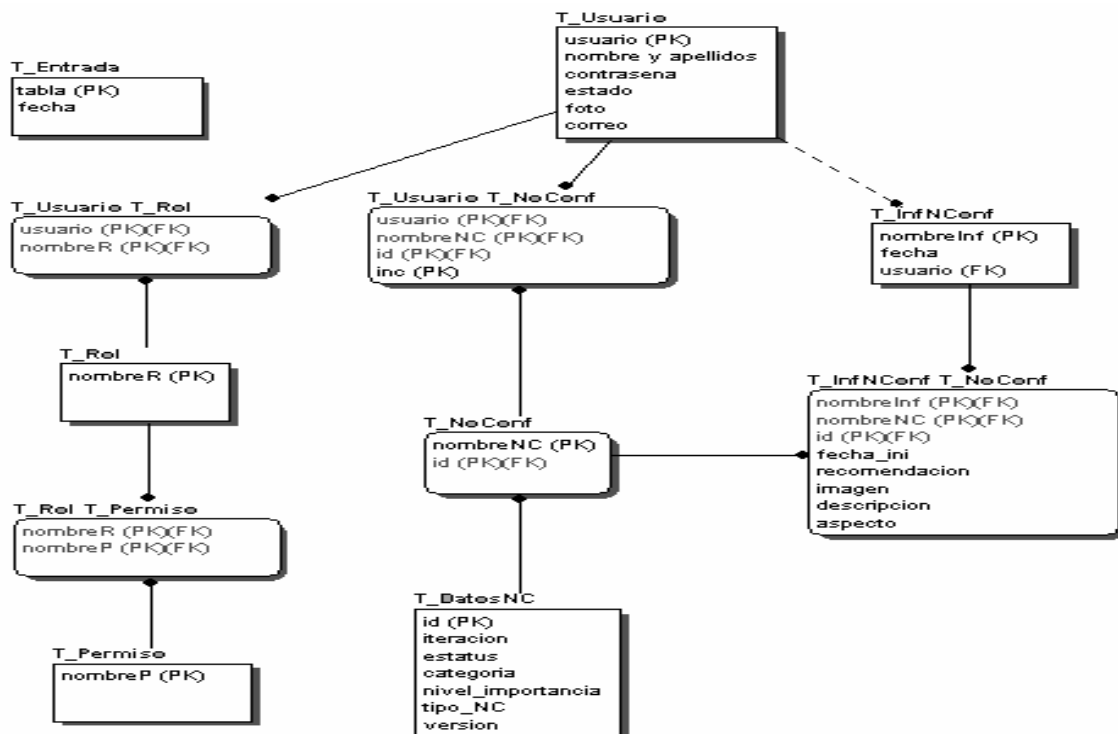 T_Usuario
usuario (PK)
nombre y apellidos
contrasena
estado
foto
correo
T_Entrada
tabla (PK)
fecha
T_Usuario T_Rol
usuario (PK)(FK)
nombreR (PK)(FK)
T_Usuario T_NoConf
usuario (PK)(FK)
nombreNC (PK)(FK)
id (PK)(FK)
inc (PK)
T_InfNConf
nombreInf (PK)
fecha
usuario (FK)
T_Rol
nombreR (PK)
T_InfNConf T_NoConf
nombreInf (PK)(FK)
nombreNC (PK)(FK)
id (PK)(FK)
fecha_ini
recomendacion
imagen
descripcion
aspecto
T_NoConf
nombreNC (PK)
id (PK)(FK)
T_Rol T_Permiso
nombreR (PK)(FK)
nombreP (PK)(FK)
T_DatosNC
id (PK)
iteracion
estatus
categoria
nivel_importancia
tipo_NC
version
T_Permiso
nombreP (PK)